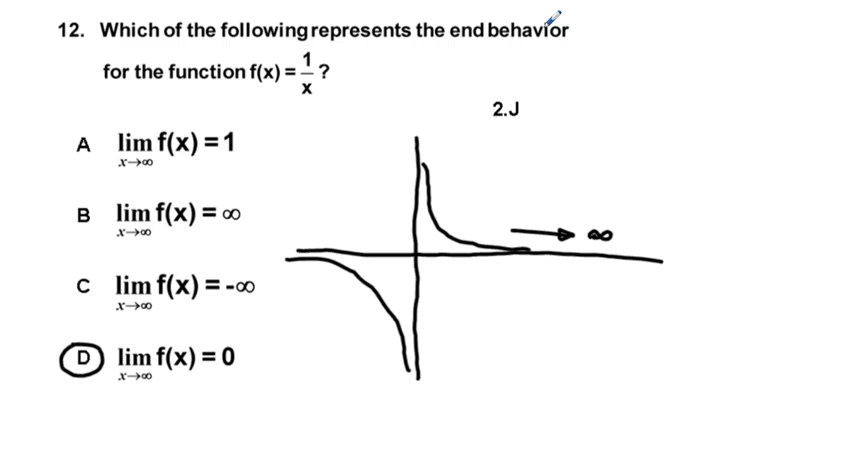 12. Which of the following represents the end behavior
for the function f(x) = 1/x ?
2.J
A lim f(x) = 1
x→∞
B lim f(x) = ∞
x→∞
C lim f(x) = -∞
x→∞
D lim f(x) = 0
x→∞
∞